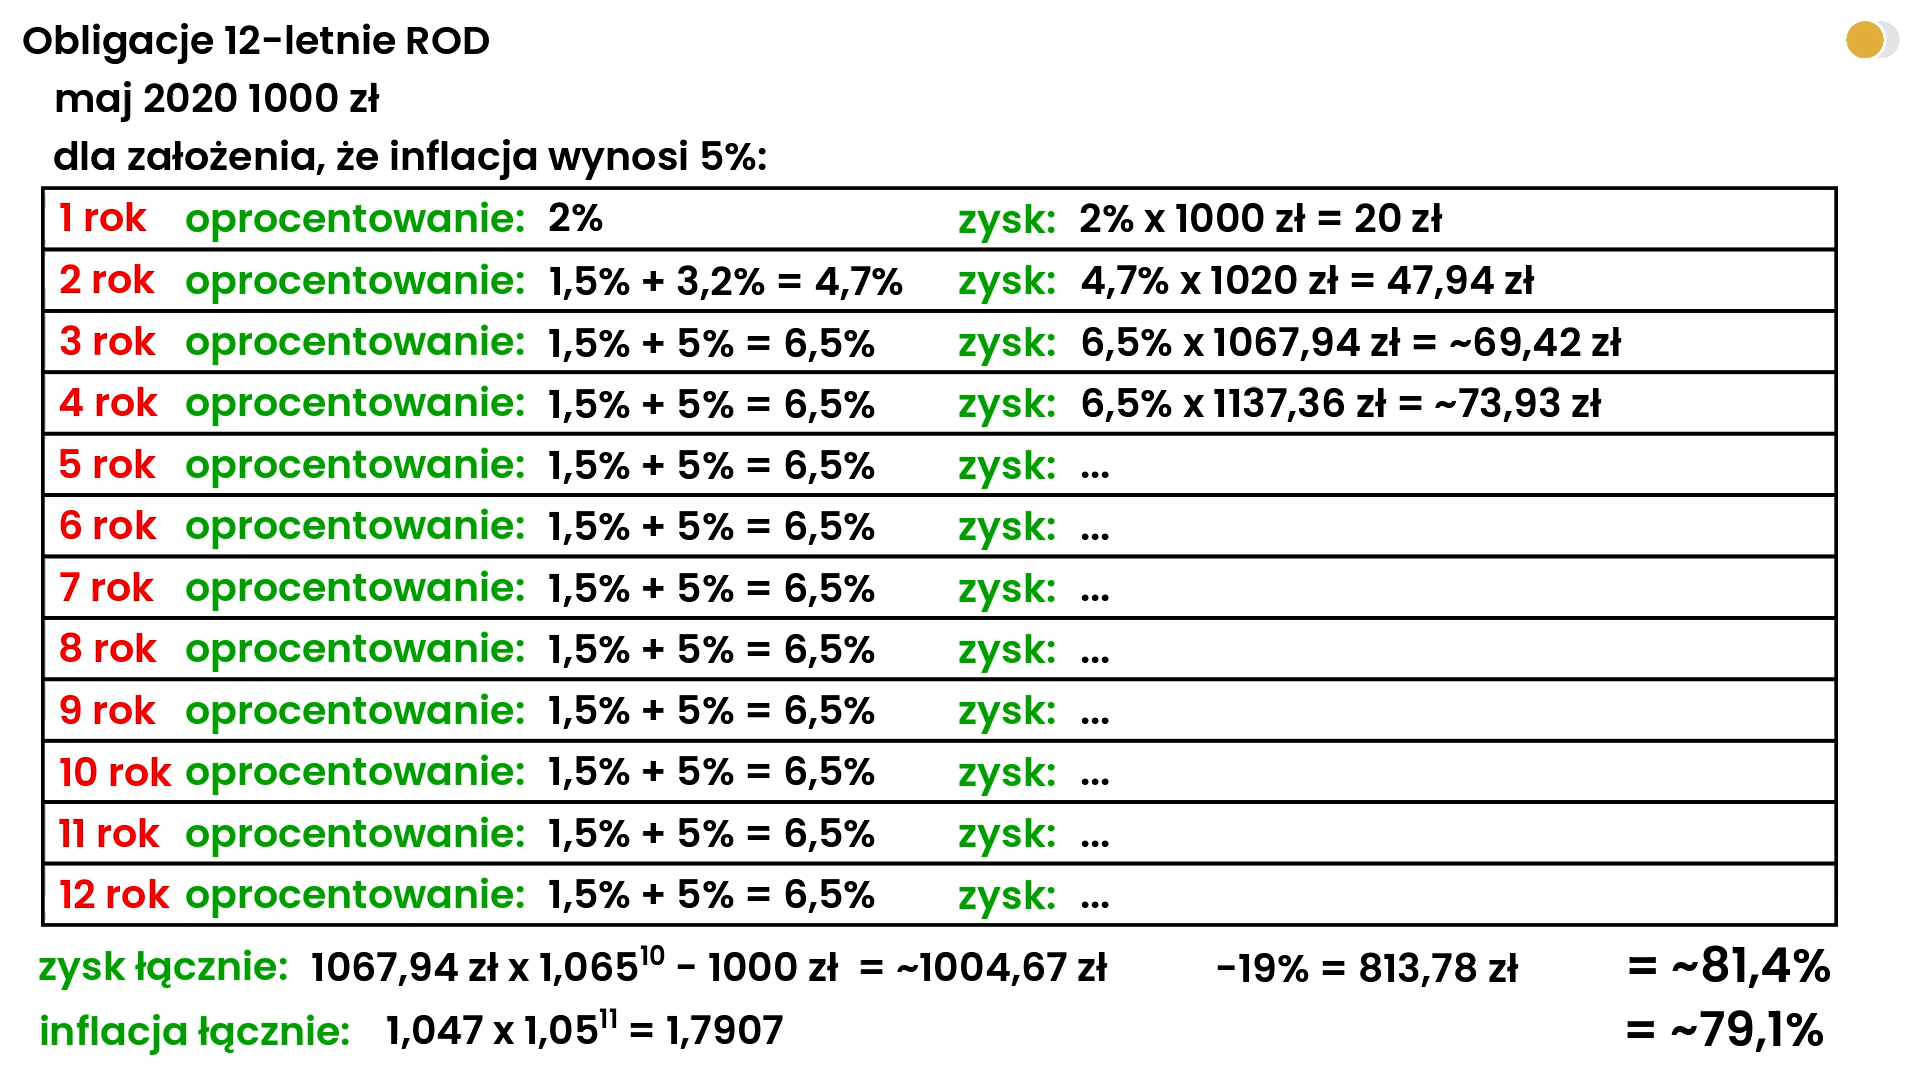 Obligacje 12-letnie ROD
maj 2020 1000 zł
dla założenia, że inflacja wynosi 5%:
1 rok oprocentowanie: 2% zysk: 2% x 1000 zł = 20 zł
2 rok oprocentowanie: 1,5% + 3,2% = 4,7% zysk: 4,7% x 1020 zł = 47,94 zł
3 rok oprocentowanie: 1,5% + 5% = 6,5% zysk: 6,5% x 1067,94 zł = ~69,42 zł
4 rok oprocentowanie: 1,5% + 5% = 6,5% zysk: 6,5% x 1137,36 zł = ~73,93 zł
5 rok oprocentowanie: 1,5% + 5% = 6,5% zysk: ...
6 rok oprocentowanie: 1,5% + 5% = 6,5% zysk: ...
7 rok oprocentowanie: 1,5% + 5% = 6,5% zysk: ...
8 rok oprocentowanie: 1,5% + 5% = 6,5% zysk: ...
9 rok oprocentowanie: 1,5% + 5% = 6,5% zysk: ...
10 rok oprocentowanie: 1,5% + 5% = 6,5% zysk: ...
11 rok oprocentowanie: 1,5% + 5% = 6,5% zysk: ...
12 rok oprocentowanie: 1,5% + 5% = 6,5% zysk: ...
zysk łącznie: 1067,94 zł x 1,065¹⁰ - 1000 zł = ~1004,67 zł -19% = 813,78 zł = ~81,4%
inflacja łącznie: 1,047 x 1,05¹¹ = 1,7907 = ~79,1%